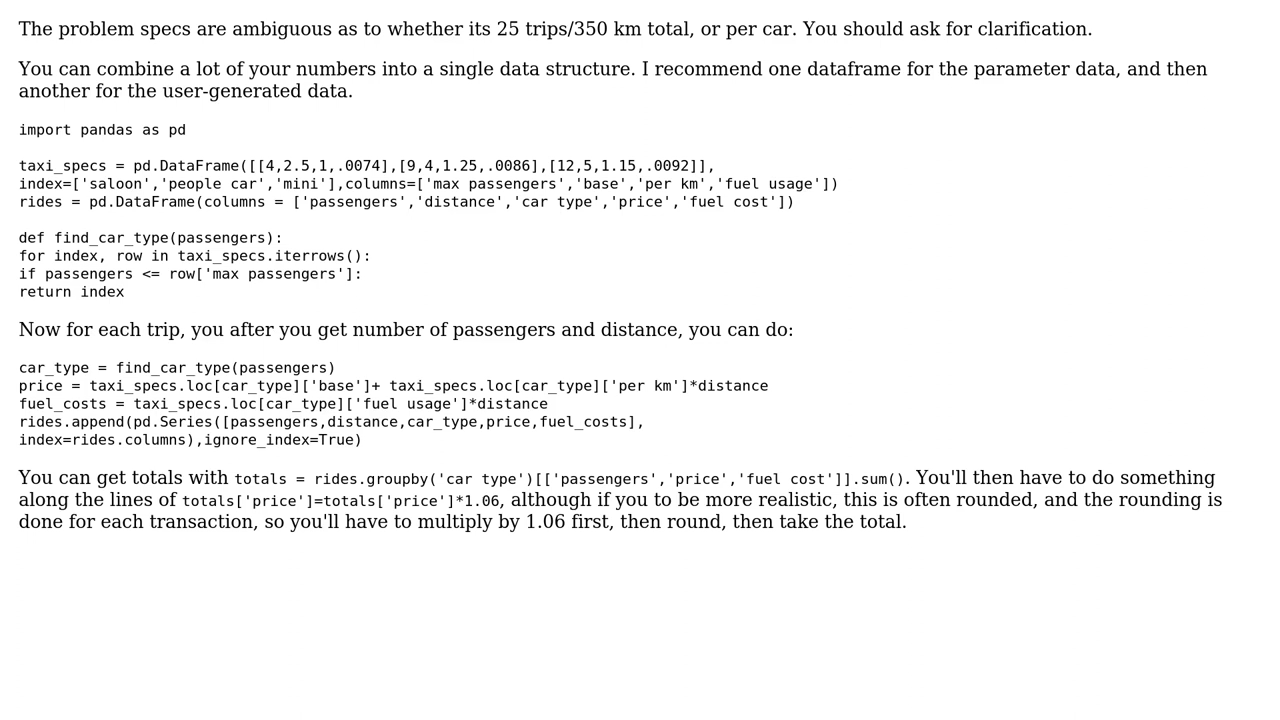 The problem specs are ambiguous as to whether its 25 trips/350 km total, or per car. You should ask for clarification.
You can combine a lot of your numbers into a single data structure. I recommend one dataframe for the parameter data, and then
another for the user-generated data.
import pandas as pd
taxi_specs = pd.DataFrame([[4,2.5,1,.0074],[9,4,1.25,.0086],[12,5,1.15,.0092]],
index=['saloon','people car','mini'],columns=['max passengers','base','per km','fuel usage'])
rides = pd.DataFrame(columns = ['passengers','distance','car type','price','fuel cost'])
def find_car_type(passengers):
for index, row in taxi_specs.iterrows():
if passengers <= row['max passengers']:
return index
Now for each trip, you after you get number of passengers and distance, you can do:
car_type = find_car_type(passengers)
price = taxi_specs.loc[car_type]['base']+ taxi_specs.loc[car_type]['per km']*distance
fuel_costs = taxi_specs.loc[car_type]['fuel usage']*distance
rides.append(pd.Series([passengers,distance,car_type,price,fuel_costs],
index=rides.columns),ignore_index=True)
You can get totals with totals = rides.groupby('car type')[['passengers','price','fuel cost']].sum(). You'll then have to do something
along the lines of totals['price']=totals['price']*1.06, although if you to be more realistic, this is often rounded, and the rounding is
done for each transaction, so you'll have to multiply by 1.06 first, then round, then take the total.